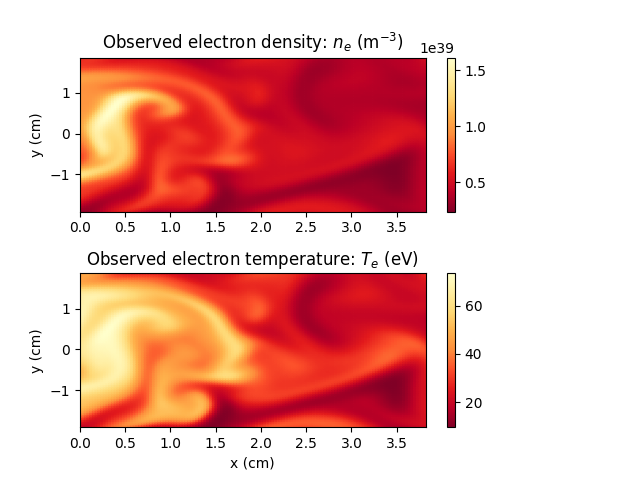 Observed electron density: nₑ (m⁻³)
1e39
y (cm)
1
0
−1
0.0 0.5 1.0 1.5 2.0 2.5 3.0 3.5
1.5
1.0
0.5
Observed electron temperature: Tₑ (eV)
y (cm)
1
0
−1
0.0 0.5 1.0 1.5 2.0 2.5 3.0 3.5
x (cm)
60
40
20